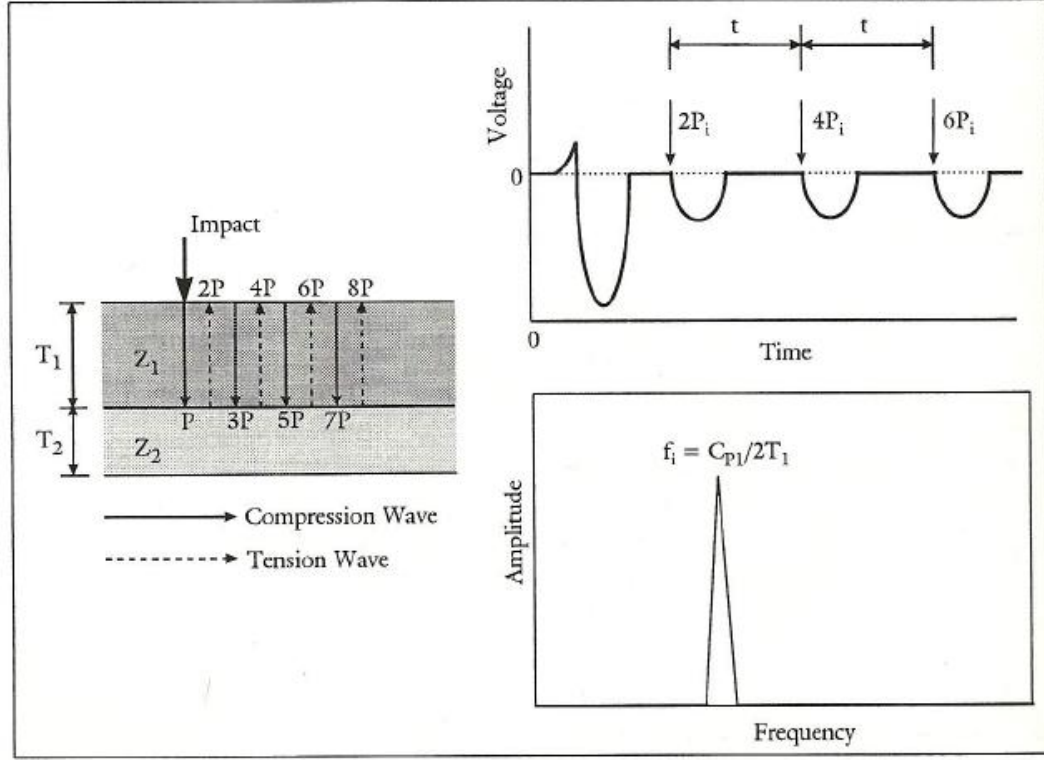 Impact
2P 4P 6P 8P
T₁
Z₁
P 3P 5P 7P
T₂
Z₂
Compression Wave
Tension Wave
t t
Voltage
2Pᵢ 4Pᵢ 6Pᵢ
0
0
Time
fᵢ = C_P1/2T₁
Amplitude
Frequency